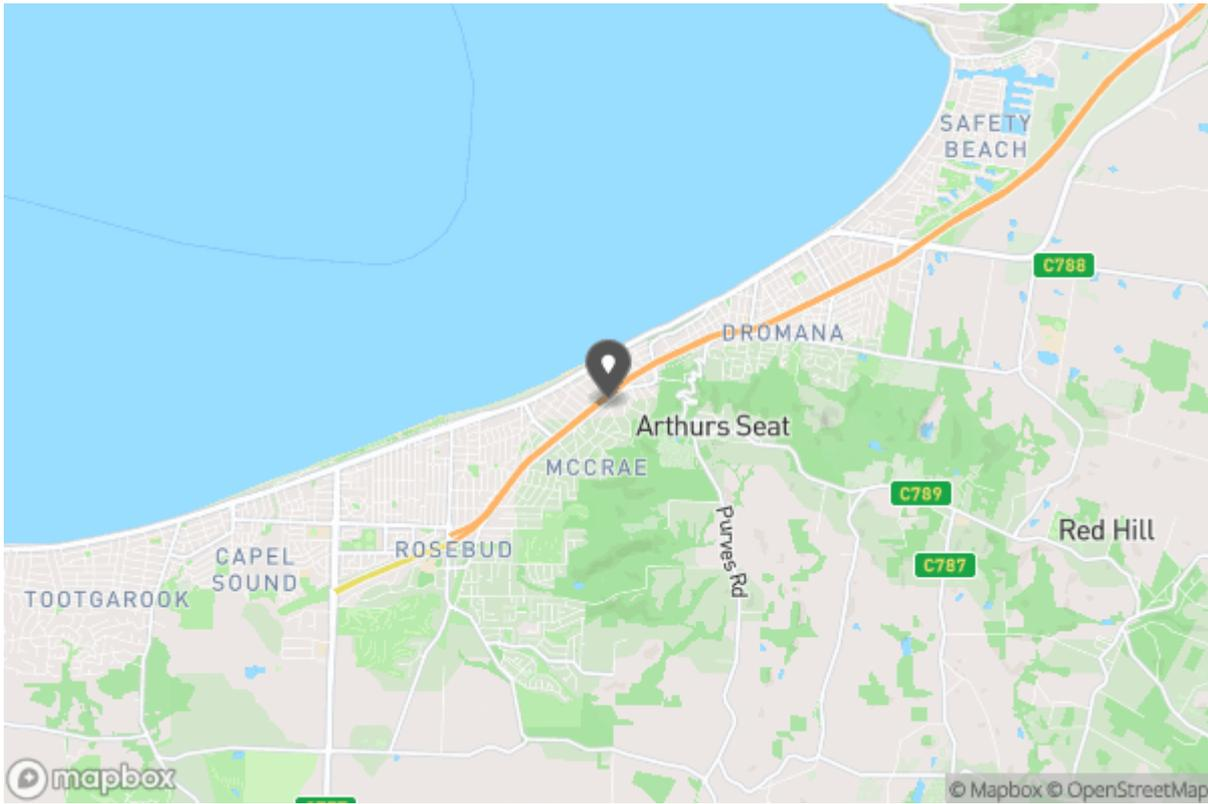 SAFETY
BEACH
C788
DROMANA
Arthurs Seat
MCCRAE
C789
Purves Rd
Red Hill
ROSEBUD
CAPEL
SOUND
C787
TOOTGAROOK
mapbox
© Mapbox © OpenStreetMap